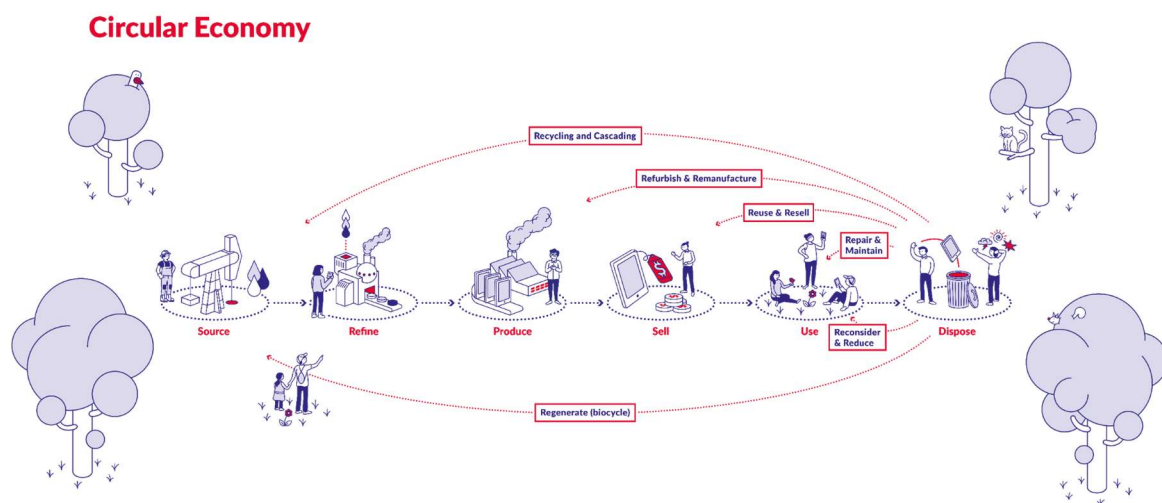 Circular Economy
Recycling and Cascading
Refurbish & Remanufacture
Reuse & Resell
Repair &
Maintain
$
Source
Refine
Produce
Sell
Use
Reconsider
& Reduce
Dispose
Regenerate (biocycle)